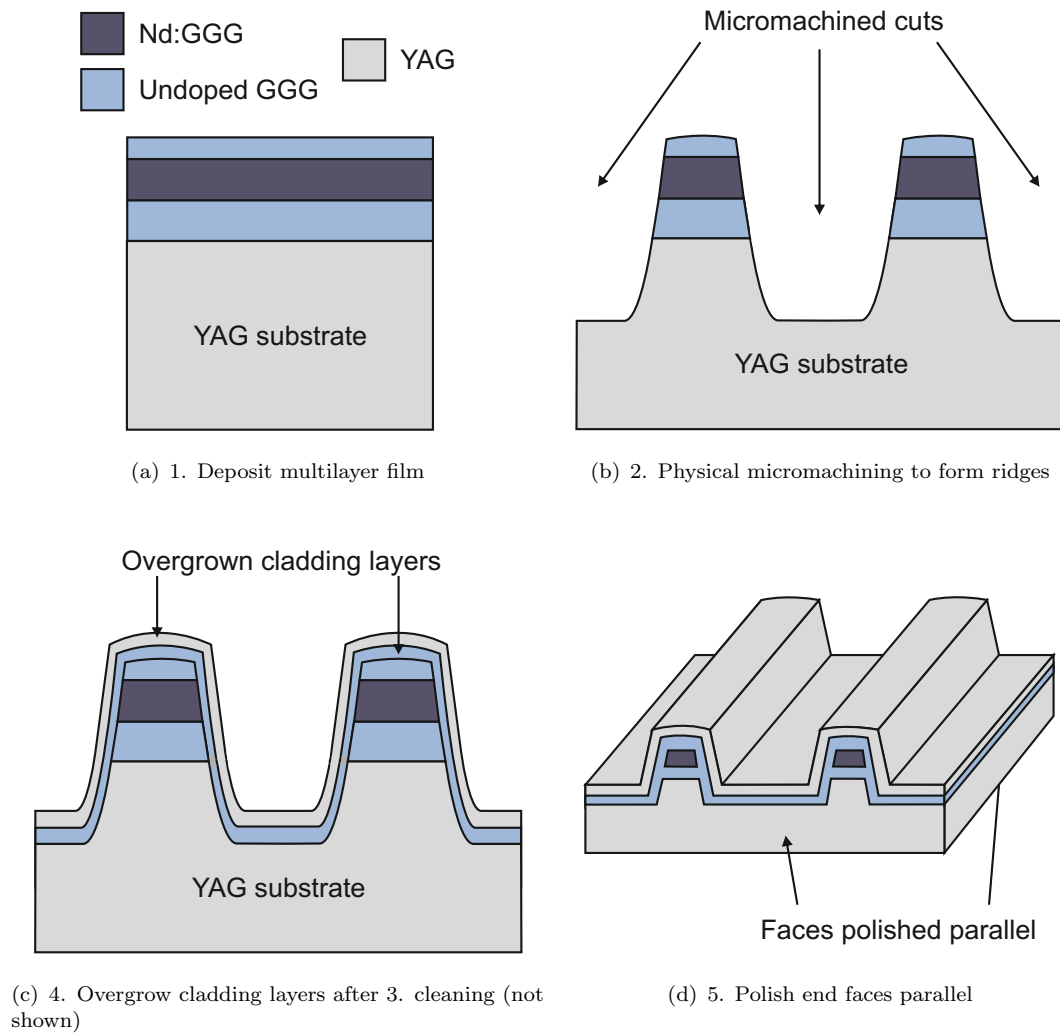 Nd:GGG
YAG
Undoped GGG
YAG substrate
(a) 1. Deposit multilayer film
Micromachined cuts
YAG substrate
(b) 2. Physical micromachining to form ridges
Overgrown cladding layers
YAG substrate
(c) 4. Overgrow cladding layers after 3. cleaning (not
shown)
Faces polished parallel
(d) 5. Polish end faces parallel